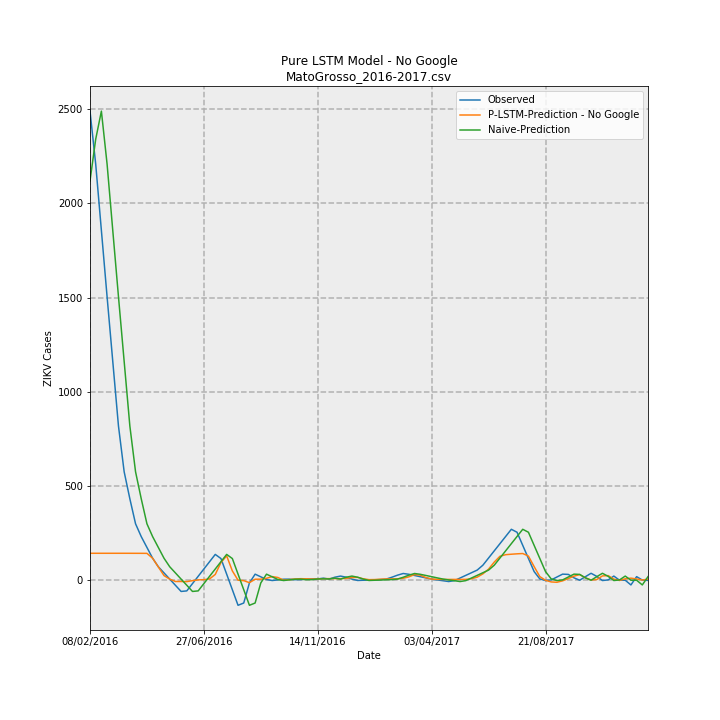 Pure LSTM Model - No Google
MatoGrosso_2016-2017.csv
Observed
P-LSTM-Prediction - No Google
Naive-Prediction
2500
2000
1500
1000
500
0
ZIKV Cases
08/02/2016
27/06/2016
14/11/2016
03/04/2017
21/08/2017
Date